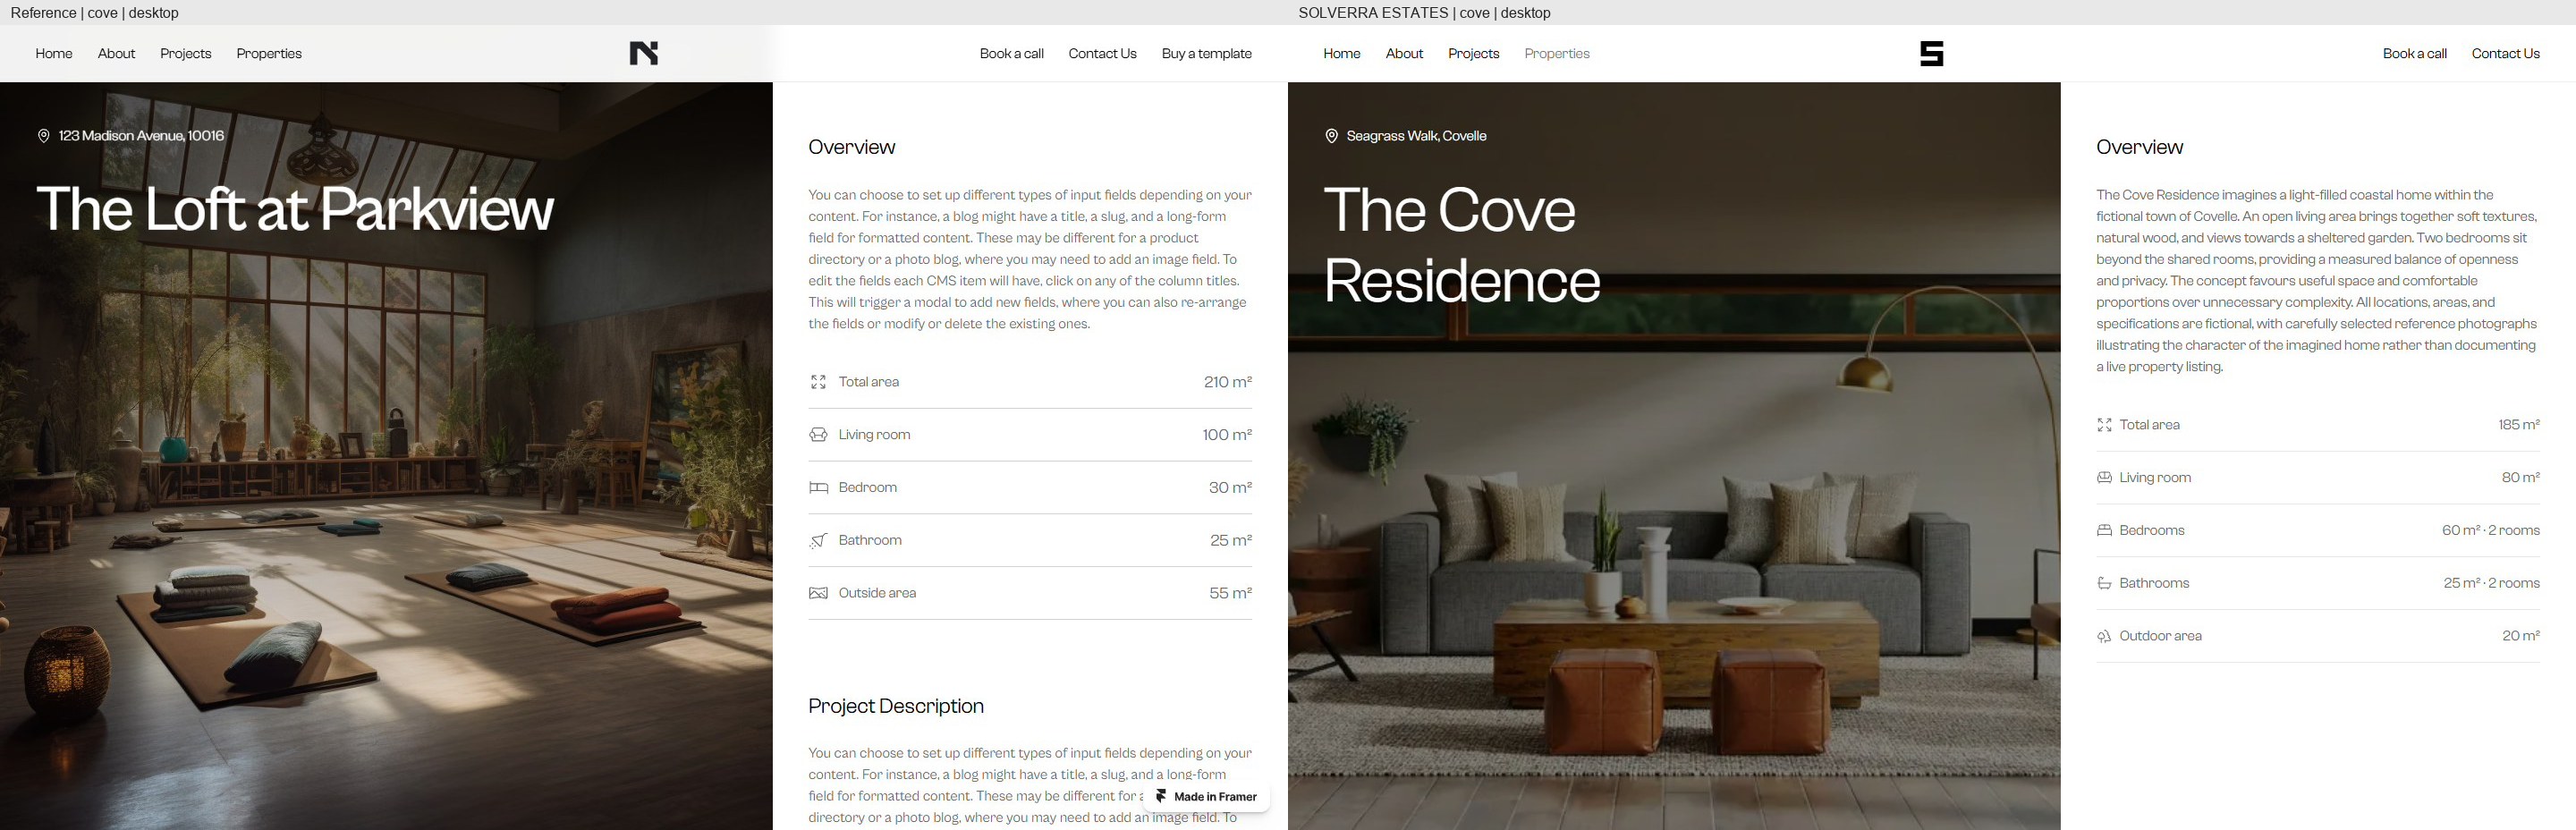 Reference | cove | desktop
Home About Projects Properties
Book a call Contact Us Buy a template
123 Madison Avenue, 10016
The Loft at Parkview
Overview
You can choose to set up different types of input fields depending on your
content. For instance, a blog might have a title, a slug, and a long-form
field for formatted content. These may be different for a product
directory or a photo blog, where you may need to add an image field. To
edit the fields each CMS item will have, click on any of the column titles.
This will trigger a modal to add new fields, where you can also re-arrange
the fields or modify or delete the existing ones.
Total area 210 m²
Living room 100 m²
Bedroom 30 m²
Bathroom 25 m²
Outside area 55 m²
Project Description
You can choose to set up different types of input fields depending on your
content. For instance, a blog might have a title, a slug, and a long-form
field for formatted content. These may be different for a
directory or a photo blog, where you may need to add an image field. To
Made in Framer
SOLVERRA ESTATES | cove | desktop
Home About Projects Properties
S
Book a call Contact Us
Seagrass Walk, Covelle
The Cove
Residence
Overview
The Cove Residence imagines a light-filled coastal home within the
fictional town of Covelle. An open living area brings together soft textures,
natural wood, and views towards a sheltered garden. Two bedrooms sit
beyond the shared rooms, providing a measured balance of openness
and privacy. The concept favours useful space and comfortable
proportions over unnecessary complexity. All locations, areas, and
specifications are fictional, with carefully selected reference photographs
illustrating the character of the imagined home rather than documenting
a live property listing.
Total area 185 m²
Living room 80 m²
Bedrooms 60 m² · 2 rooms
Bathrooms 25 m² · 2 rooms
Outdoor area 20 m²